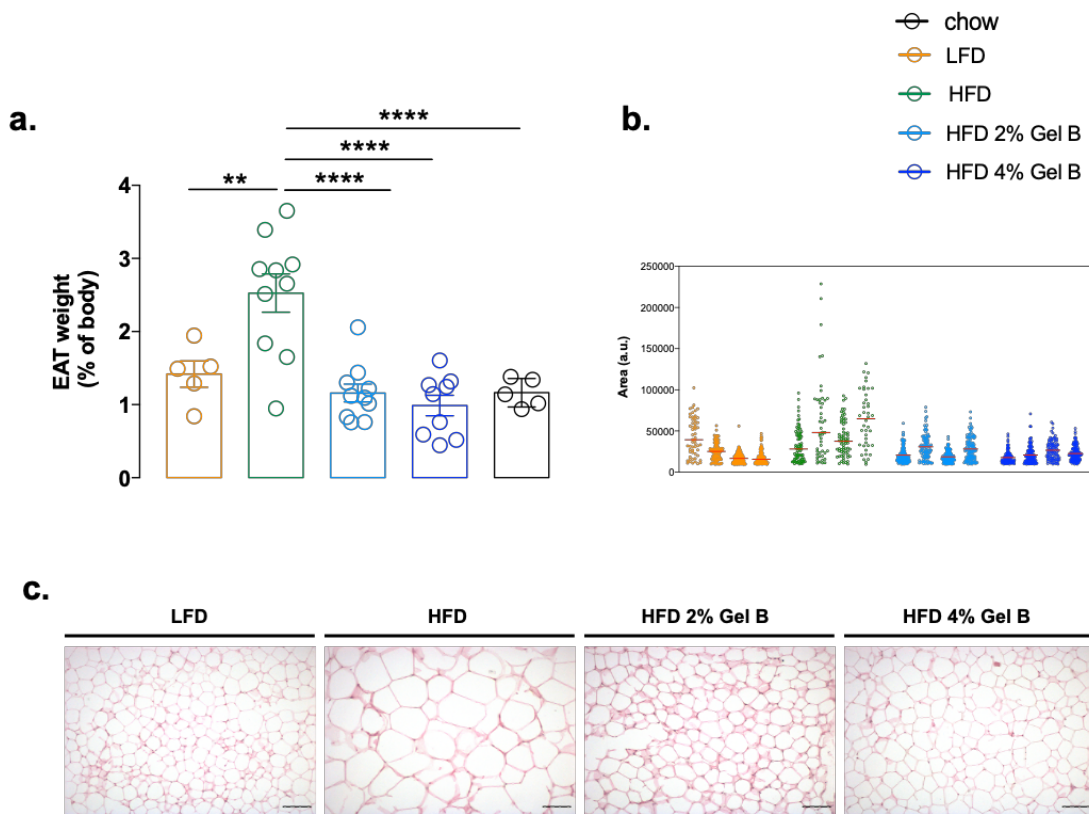 chow
LFD
HFD
HFD 2% Gel B
HFD 4% Gel B
a.
****
****
** ****
4
3
2
1
0
EAT weight
(% of body)
b.
250000
200000
150000
100000
50000
0
Area (a.u.)
c.
LFD HFD HFD 2% Gel B HFD 4% Gel B